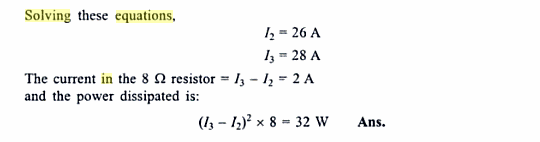 Solving these equations,
I₂ = 26 A
I₃ = 28 A
The current in the 8 Ω resistor = I₃ − I₂ = 2 A
and the power dissipated is:
(I₃ − I₂)² × 8 = 32 W Ans.